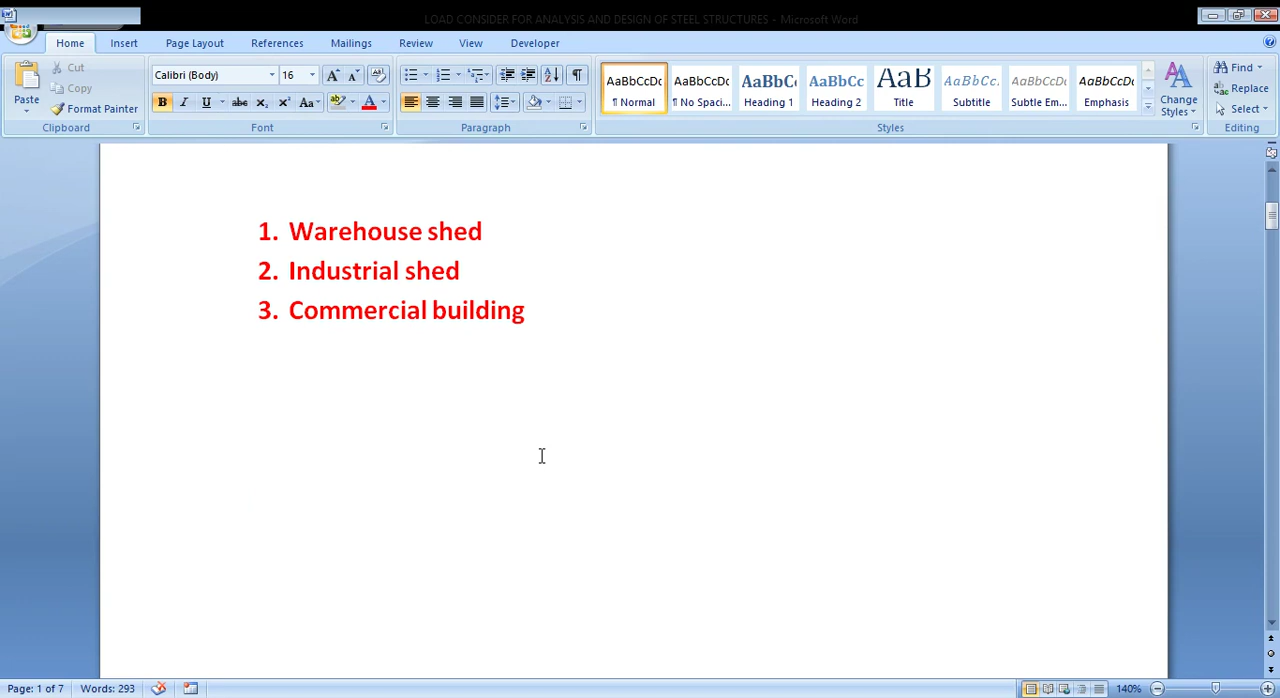 LOAD CONSIDER FOR ANALYSIS AND DESIGN OF STEEL STRUCTURES - Microsoft Word
Home Insert Page Layout References Mailings Review View Developer
Paste
Cut
Copy
Format Painter
Clipboard
Calibri (Body) 16
Font
Paragraph
AaBbCcDc AaBbCcDc AaBbCc AaBbCc AaB AaBbCc. AaBbCcDc AaBbCcDc
¶ Normal ¶ No Spaci... Heading 1 Heading 2 Title Subtitle Subtle Em... Emphasis
Change Styles
Styles
Find
Replace
Select
Editing
1. Warehouse shed
2. Industrial shed
3. Commercial building
Page: 1 of 7 Words: 293 140%